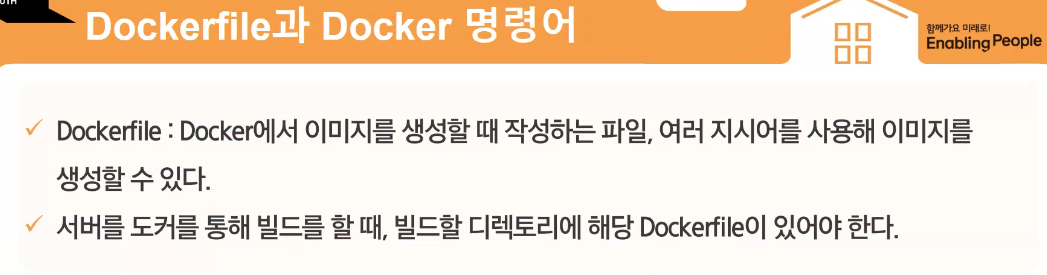 Dockerfile과 Docker 명령어
함께가요 미래로!
Enabling People
✓ Dockerfile : Docker에서 이미지를 생성할 때 작성하는 파일, 여러 지시어를 사용해 이미지를
생성할 수 있다.
✓ 서버를 도커를 통해 빌드를 할 때, 빌드할 디렉토리에 해당 Dockerfile이 있어야 한다.